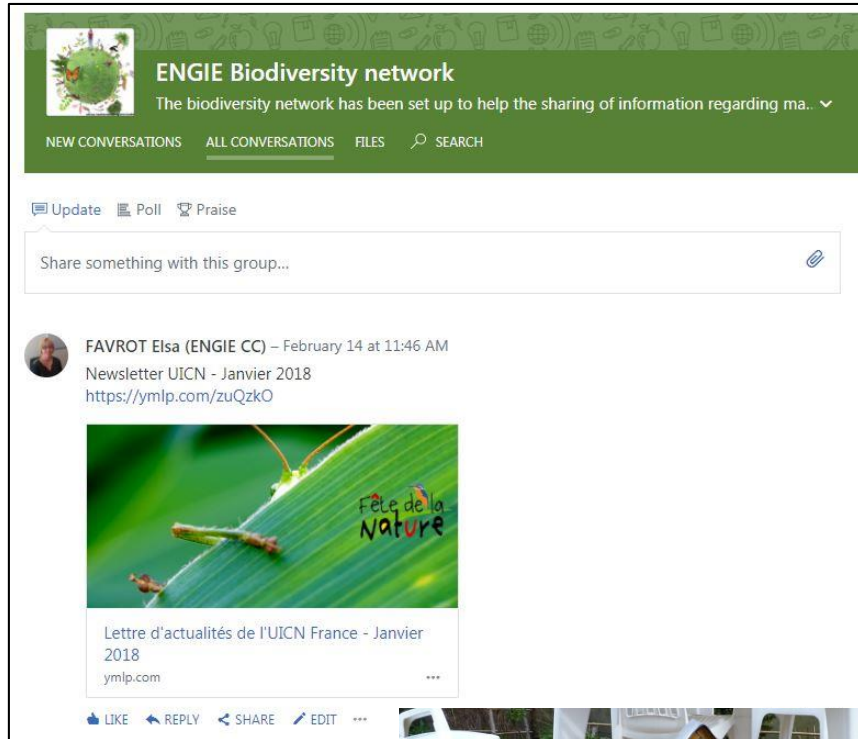 ENGIE Biodiversity network
The biodiversity network has been set up to help the sharing of information regarding ma..
NEW CONVERSATIONS ALL CONVERSATIONS FILES SEARCH
Update Poll Praise
Share something with this group...
FAVROT Elsa (ENGIE CC) – February 14 at 11:46 AM
Newsletter UICN - Janvier 2018
https://ymlp.com/zuQzkO
Fête de la
Nature
Lettre d'actualités de l'UICN France - Janvier
2018
ymlp.com ...
LIKE REPLY SHARE EDIT ...